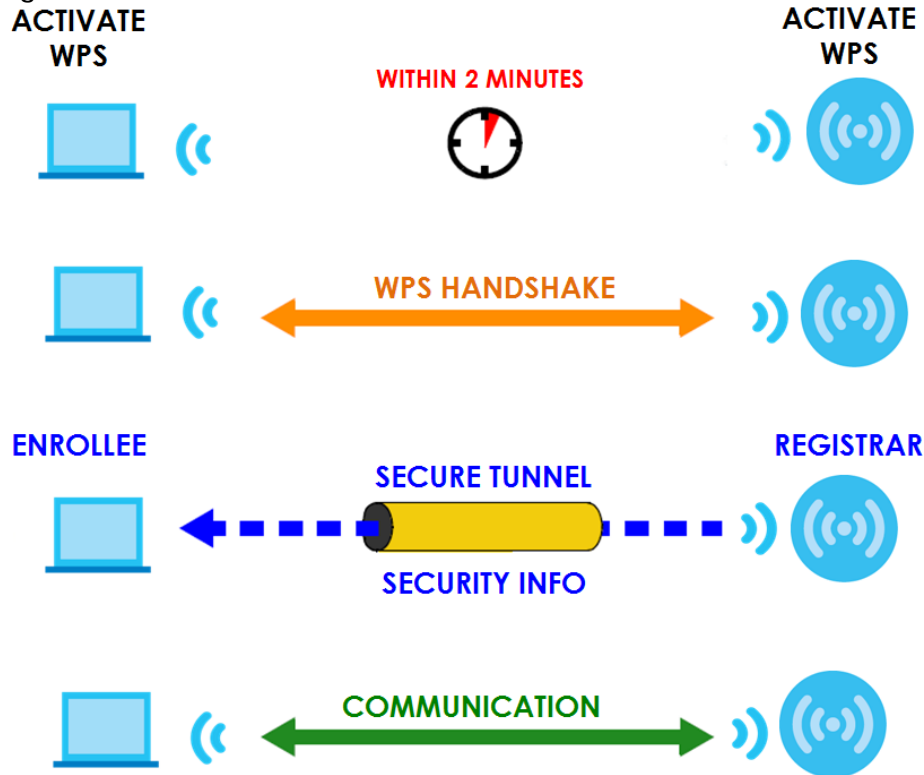 ACTIVATE
WPS
ACTIVATE
WPS
WITHIN 2 MINUTES
WPS HANDSHAKE
ENROLLEE
REGISTRAR
SECURE TUNNEL
SECURITY INFO
COMMUNICATION